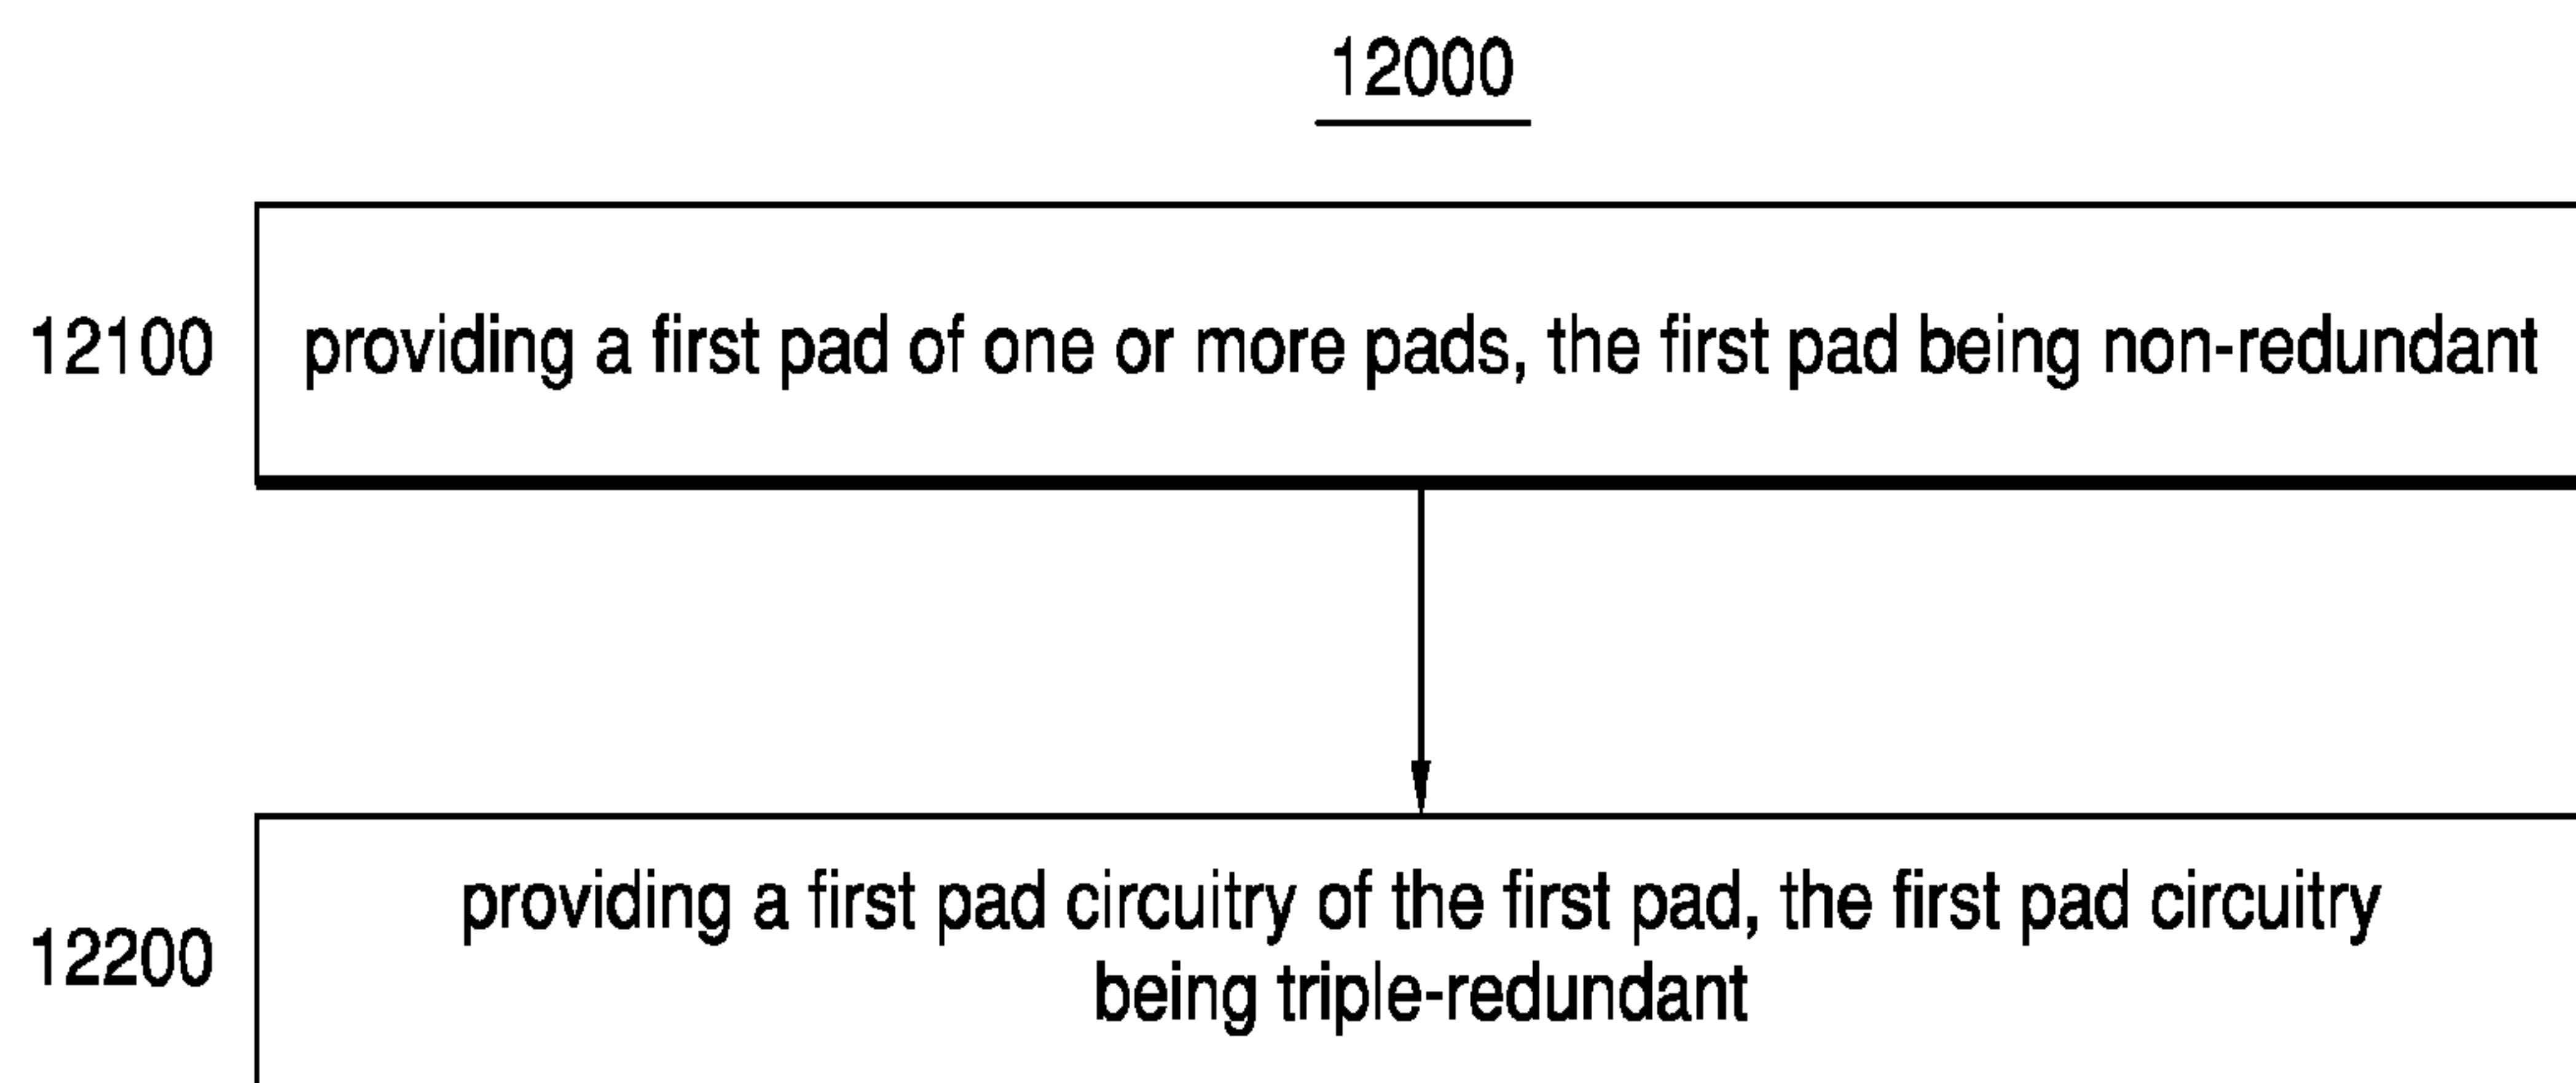 12000
12100
providing a first pad of one or more pads, the first pad being non-redundant
12200
providing a first pad circuitry of the first pad, the first pad circuitry
being triple-redundant